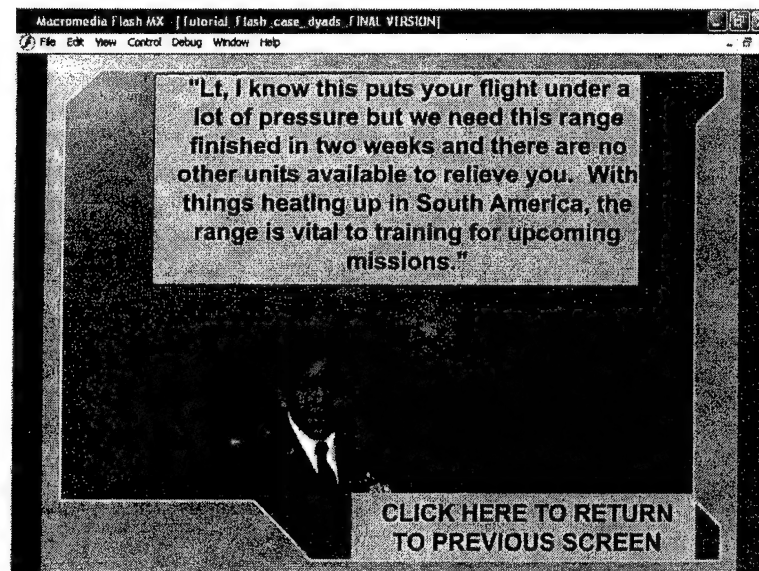 Macromedia Flash MX - [Tutorial_Flash_case_dyads_FINAL VERSION]
File Edit View Control Debug Window Help
"Lt, I know this puts your flight under a
lot of pressure but we need this range
finished in two weeks and there are no
other units available to relieve you. With
things heating up in South America, the
range is vital to training for upcoming
missions."
CLICK HERE TO RETURN
TO PREVIOUS SCREEN